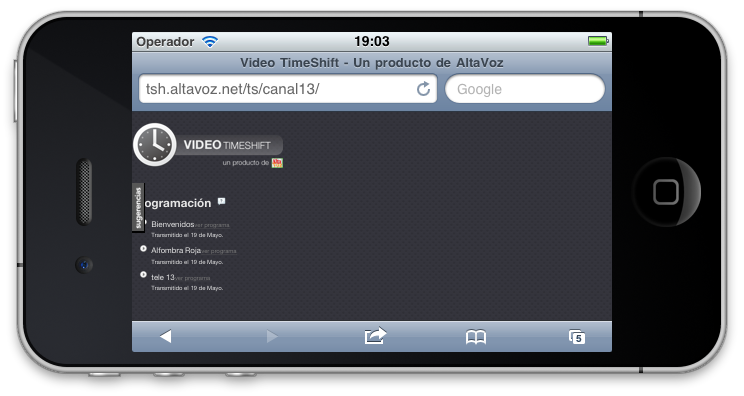 Operador 19:03
Video TimeShift - Un producto de AltaVoz
tsh.altavoz.net/ts/canal13/ Google
VIDEO TIMESHIFT
un producto de
sugerencias
ogramación
Bienvenidos ver programa
Transmitido el 19 de Mayo.
Alfombra Roja ver programa
Transmitido el 19 de Mayo.
tele 13 ver programa
Transmitido el 19 de Mayo.
5